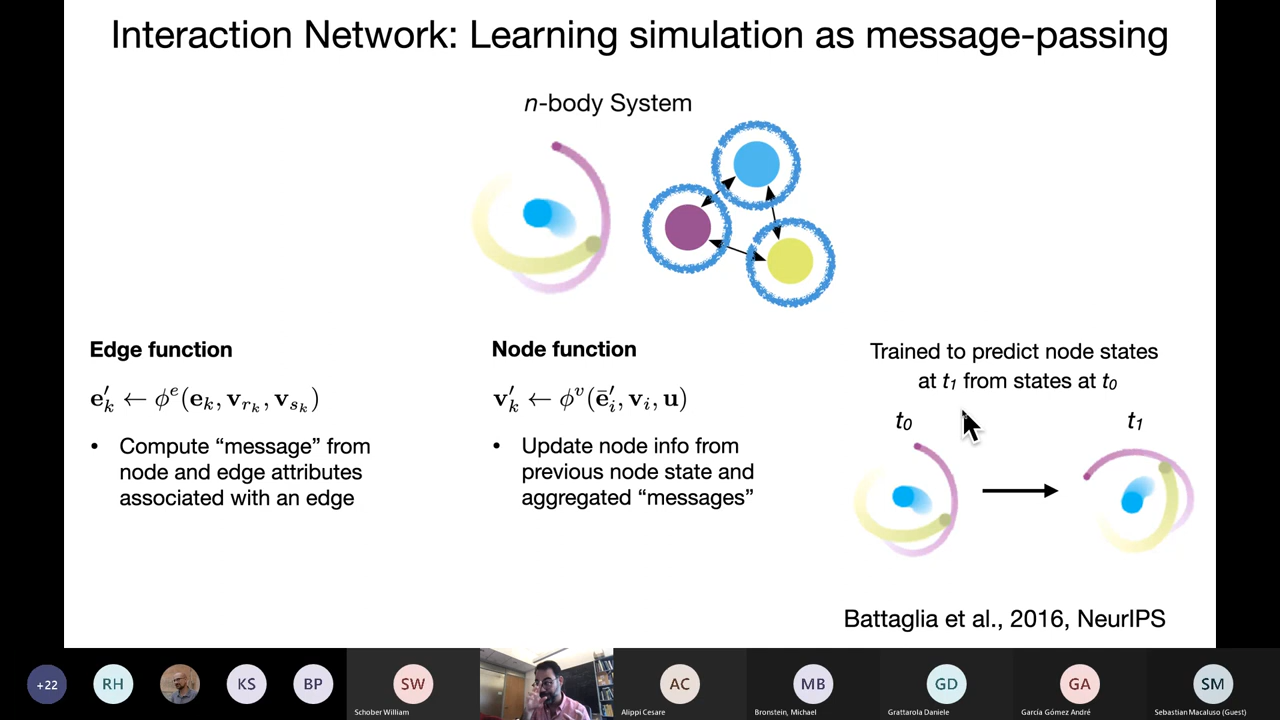 Interaction Network: Learning simulation as message-passing
n-body System
Edge function
e′ₖ ← ϕᵉ(eₖ, v_{rₖ}, v_{sₖ})
• Compute “message” from
node and edge attributes
associated with an edge
Node function
v′ₖ ← ϕᵛ(ē′ᵢ, vᵢ, u)
• Update node info from
previous node state and
aggregated “messages”
Trained to predict node states
at t₁ from states at t₀
t₀
t₁
Battaglia et al., 2016, NeurIPS
+22
RH
KS
BP
SW
Schober William
AC
Alippi Cesare
MB
Bronstein, Michael
GD
Grattarola Daniele
GA
García Gómez André
SM
Sebastian Macaluso (Guest)